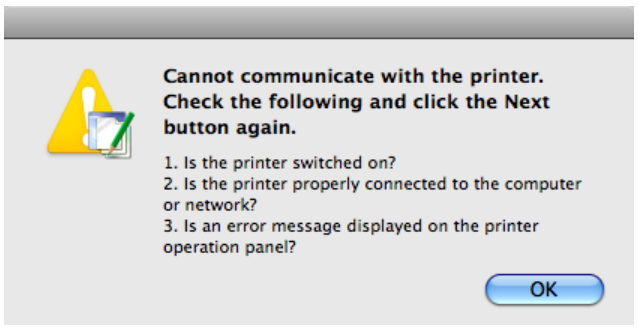 Cannot communicate with the printer.
Check the following and click the Next
button again.
1. Is the printer switched on?
2. Is the printer properly connected to the computer
or network?
3. Is an error message displayed on the printer
operation panel?
OK